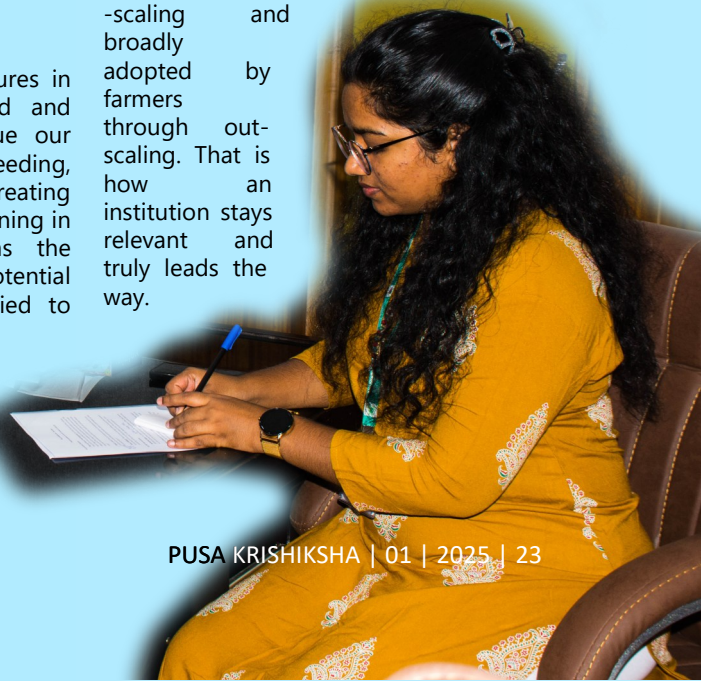 ures in
d and
ue our
eeding,
reating
ning in
s the
otential
ied to
-scaling and
broadly
adopted by
farmers
through out-
scaling. That is
how an
institution stays
relevant and
truly leads the
way.
PUSA KRISHIKSHA | 01 | 2025 | 23